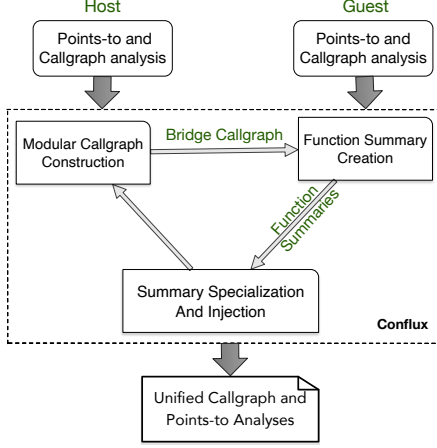 Host
Guest
Points-to and
Callgraph analysis
Points-to and
Callgraph analysis
Modular Callgraph
Construction
Bridge Callgraph
Function Summary
Creation
Function
Summaries
Summary Specialization
And Injection
Conflux
Unified Callgraph and
Points-to Analyses